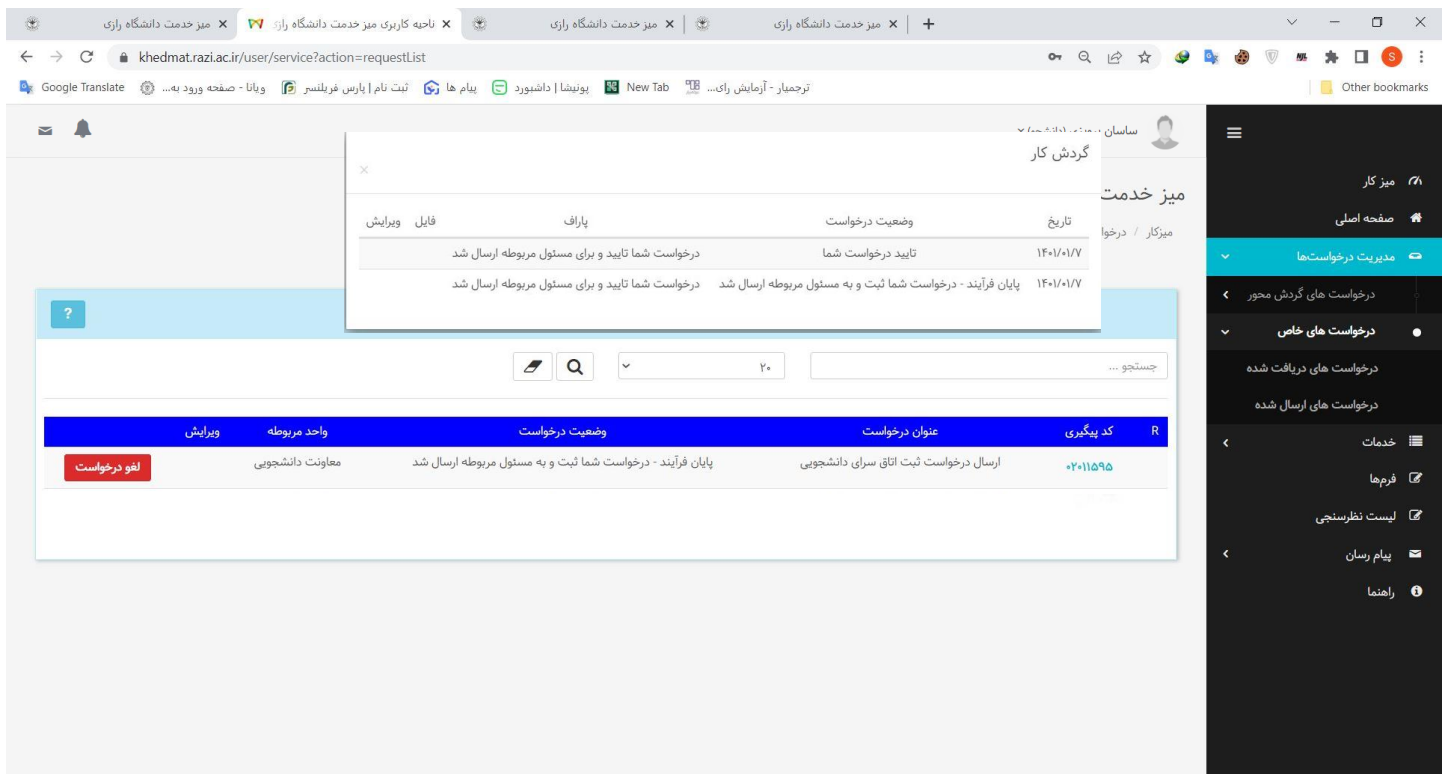 میز خدمت دانشگاه رازی
ناحیه کاربری میز خدمت دانشگاه راز
میز خدمت دانشگاه رازی
میز خدمت دانشگاه رازی
khedmat.razi.ac.ir/user/service?action=requestList
S
Google Translate
ویانا - صفحه ورود به...
ثبت نام | پارس فریلنسر
پیام ها
پونیشا | داشبورد
New Tab
ترجمیار - آزمایش رای...
Other bookmarks
ساسان
گردش کار
×
تاریخ وضعیت درخواست پاراف فایل ویرایش
۱۴۰۱/۰۱/۷ تایید درخواست شما درخواست شما تایید و برای مسئول مربوطه ارسال شد
۱۴۰۱/۰۱/۷ پایان فرآیند - درخواست شما ثبت و به مسئول مربوطه ارسال شد درخواست شما تایید و برای مسئول مربوطه ارسال شد
میز خدمت
میزکار / درخوا
?
جستجو ...
۲۰
R کد پیگیری عنوان درخواست وضعیت درخواست واحد مربوطه ویرایش
۰۲۰۱۱۵۹۵ ارسال درخواست ثبت اتاق سرای دانشجویی پایان فرآیند - درخواست شما ثبت و به مسئول مربوطه ارسال شد معاونت دانشجویی لغو درخواست
میز کار
صفحه اصلی
مدیریت درخواست‌ها
درخواست های گردش محور
درخواست های خاص
درخواست های دریافت شده
درخواست های ارسال شده
خدمات
فرم‌ها
لیست نظرسنجی
پیام رسان
راهنما